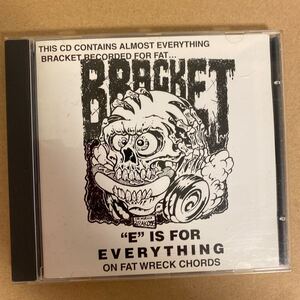 THIS CD CONTAINS ALMOST EVERYTHING
BRACKET RECORDED FOR FAT...
BRACKET
"E" IS FOR
EVERYTHING
ON FAT WRECK CHORDS